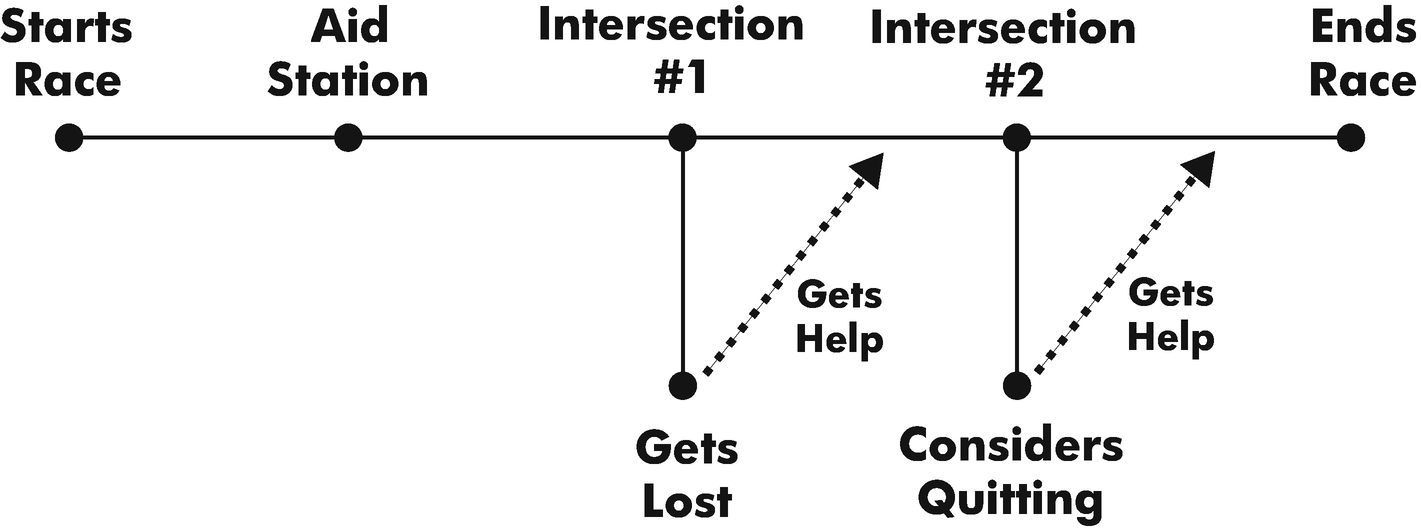 Starts
Race
Aid
Station
Intersection
#1
Intersection
#2
Ends
Race
Gets
Help
Gets
Help
Gets
Lost
Considers
Quitting